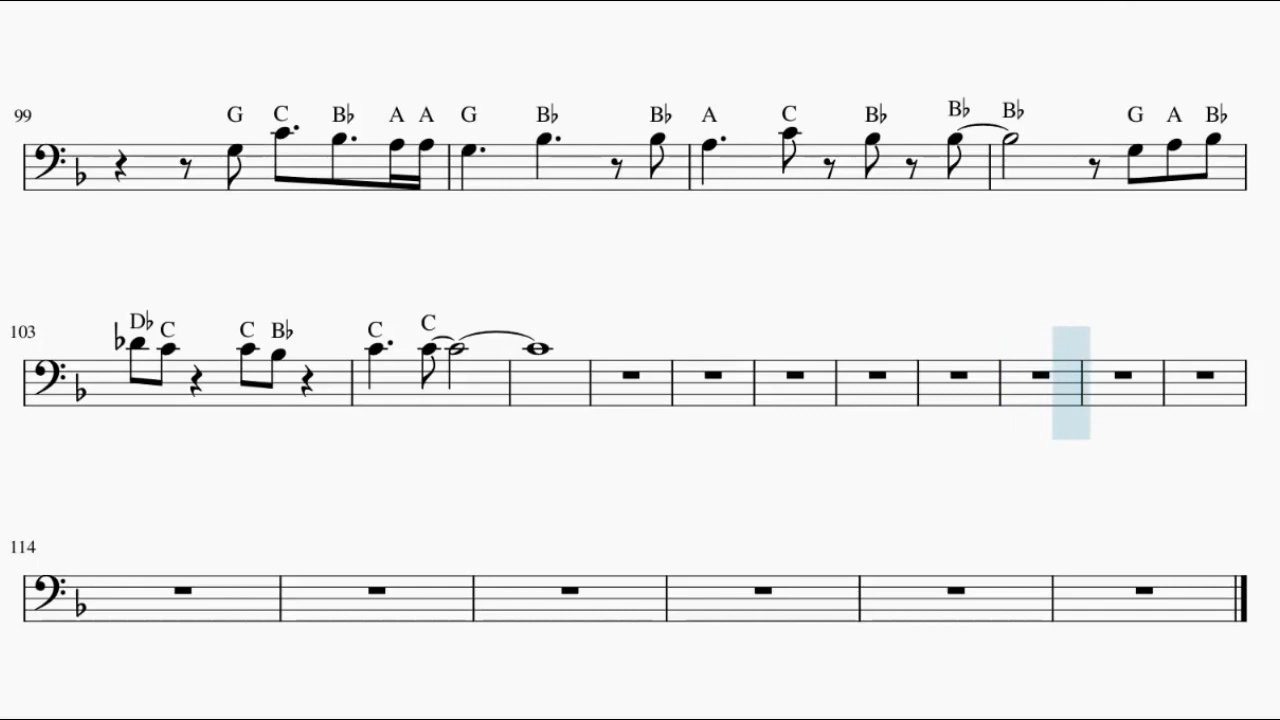 99 G C B♭ A A G B♭ B♭ A C B♭ B♭ B♭ G A B♭
103 D♭ C C B♭ C C
114